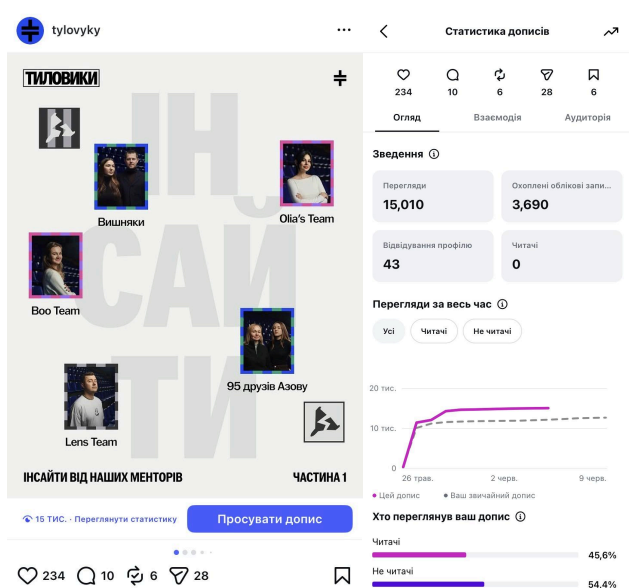 tylovyky
ТИЛОВИКИ
ІН
САЙ
ТИ
Вишняки
Olia's Team
Boo Team
95 друзів Азову
Lens Team
ІНСАЙТИ ВІД НАШИХ МЕНТОРІВ
ЧАСТИНА 1
15 ТИС. · Переглянути статистику
Просувати допис
234 10 6 28
Статистика дописів
234 10 6 28 6
Огляд Взаємодія Аудиторія
Зведення
Перегляди
15,010
Охоплені облікові запи...
3,690
Відвідування профілю
43
Читачі
0
Перегляди за весь час
Усі Читачі Не читачі
20 тис.
10 тис.
0
26 трав. 2 черв. 9 черв.
Цей допис Ваш звичайний допис
Хто переглянув ваш допис
Читачі
45,6%
Не читачі
54,4%